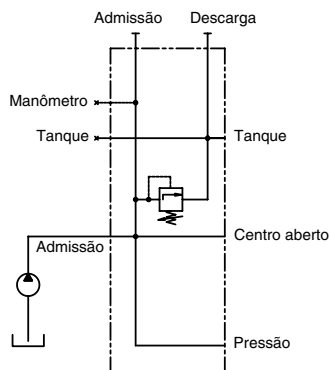 Admissão Descarga
Manômetro
Tanque Tanque
Admissão Centro aberto
Pressão